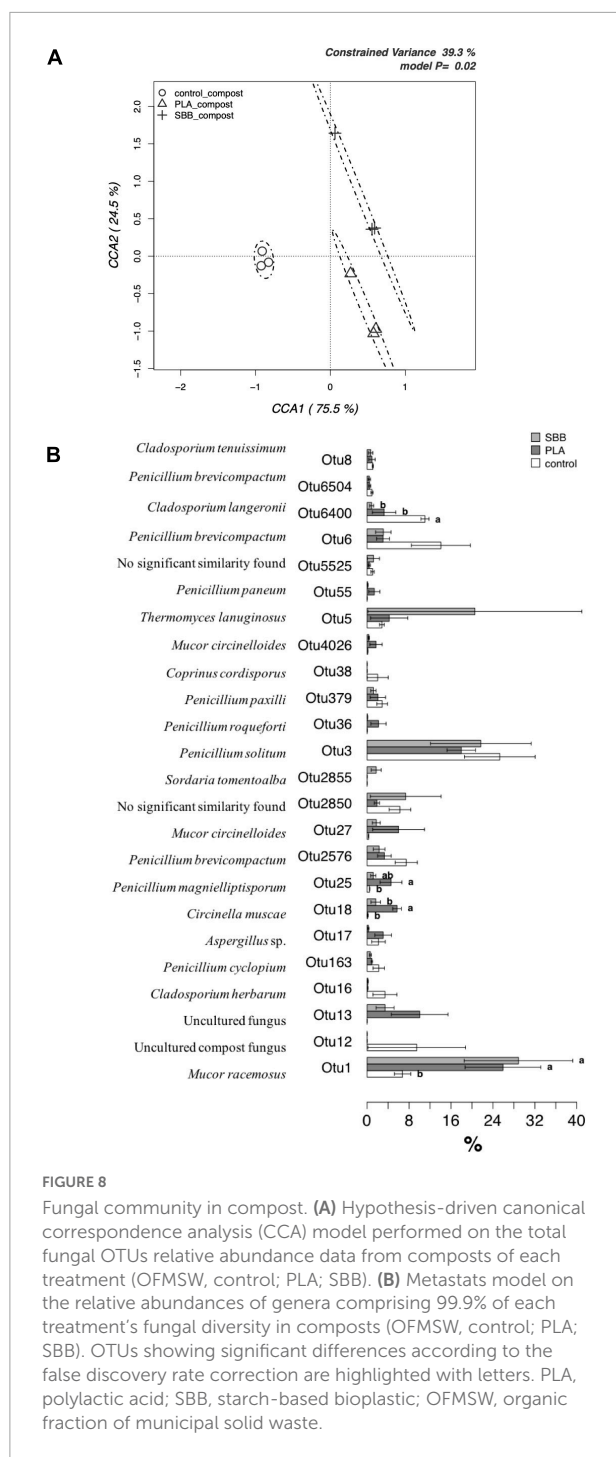 A
Constrained Variance 39.3 %
model P= 0.02
control_compost
PLA_compost
SBB_compost
CCA2 ( 24.5 %)
2.0
1.5
1.0
0.5
0.0
-0.5
-1.0
-1.5
-2 -1 0 1
CCA1 ( 75.5 %)
B
SBB
PLA
control
Cladosporium tenuissimum Otu8
Penicillium brevicompactum Otu6504
Cladosporium langeronii Otu6400 b b a
Penicillium brevicompactum Otu6
No significant similarity found Otu5525
Penicillium paneum Otu55
Thermomyces lanuginosus Otu5
Mucor circinelloides Otu4026
Coprinus cordisporus Otu38
Penicillium paxilli Otu379
Penicillium roqueforti Otu36
Penicillium solitum Otu3
Sordaria tomentoalba Otu2855
No significant similarity found Otu2850
Mucor circinelloides Otu27
Penicillium brevicompactum Otu2576
Penicillium magnielliptisporum Otu25 ab a b
Circinella muscae Otu18 b a b
Aspergillus sp. Otu17
Penicillium cyclopium Otu163
Cladosporium herbarum Otu16
Uncultured fungus Otu13
Uncultured compost fungus Otu12
Mucor racemosus Otu1 a a b
0 8 16 24 32 40
%
FIGURE 8
Fungal community in compost. (A) Hypothesis-driven canonical
correspondence analysis (CCA) model performed on the total
fungal OTUs relative abundance data from composts of each
treatment (OFMSW, control; PLA; SBB). (B) Metastats model on
the relative abundances of genera comprising 99.9% of each
treatment's fungal diversity in composts (OFMSW, control; PLA;
SBB). OTUs showing significant differences according to the
false discovery rate correction are highlighted with letters. PLA,
polylactic acid; SBB, starch-based bioplastic; OFMSW, organic
fraction of municipal solid waste.